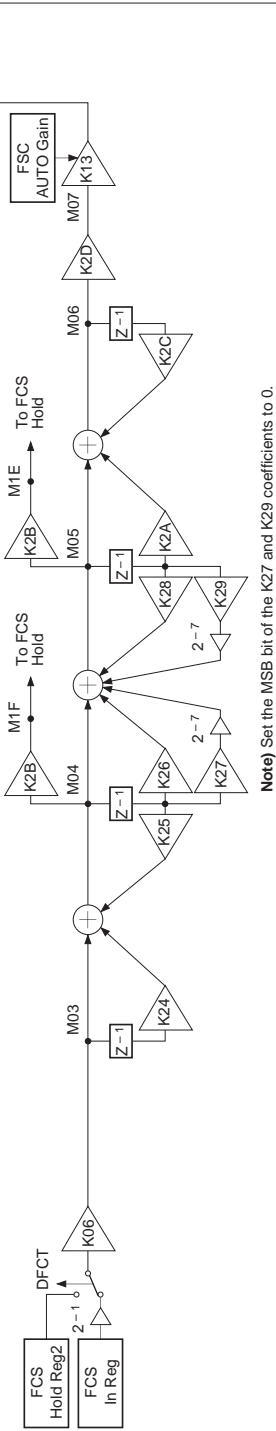 FCS
Hold Reg2
FCS
In Reg
2 – 1
DFCT
K06
M03
Z – 1
K24
K25
Z – 1
M04
K2B
M1F
To FCS
Hold
K26
K27
2 – 7
2 – 7
K28
K29
Z – 1
K2A
M05
K2B
M1E
To FCS
Hold
K2C
Z – 1
M06
K2D
M07
K13
FSC
AUTO Gain
Note) Set the MSB bit of the K27 and K29 coefficients to 0.